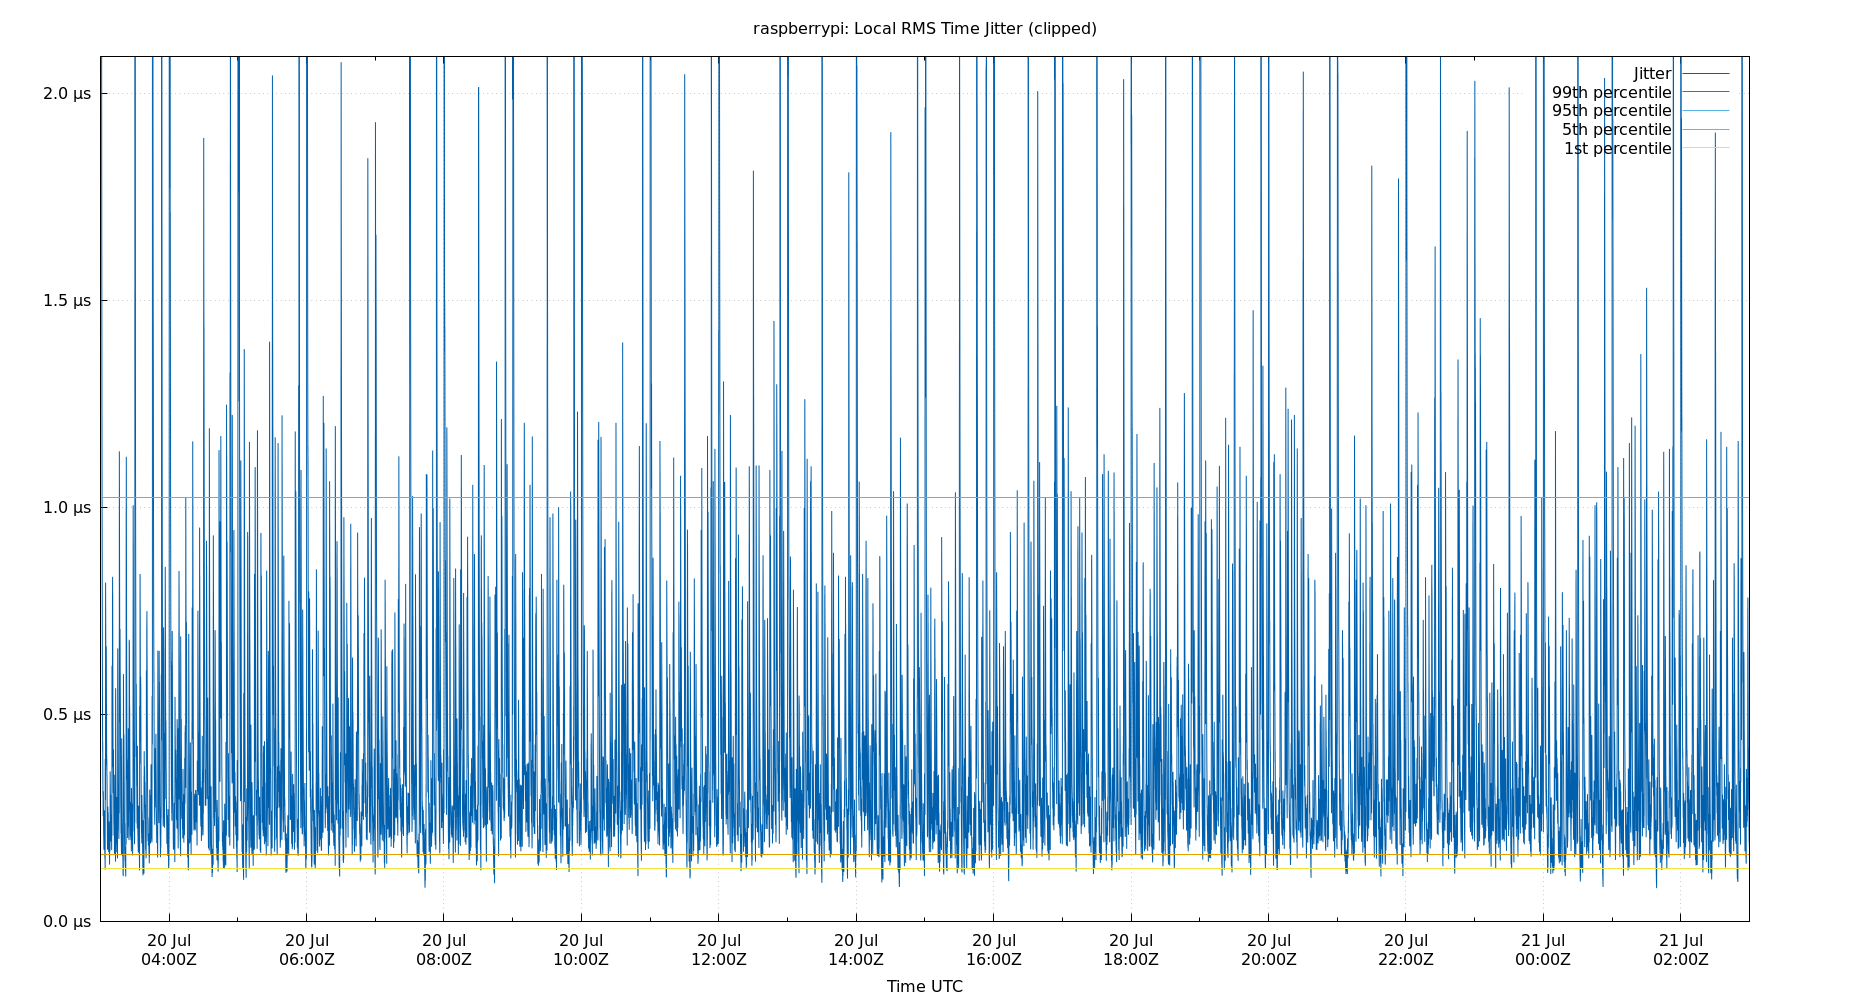 raspberrypi: Local RMS Time Jitter (clipped)
2.0 µs
1.5 µs
1.0 µs
0.5 µs
0.0 µs
Jitter
99th percentile
95th percentile
5th percentile
1st percentile
20 Jul 20 Jul 20 Jul 20 Jul 20 Jul 20 Jul 20 Jul 20 Jul 20 Jul 20 Jul 21 Jul 21 Jul
04:00Z 06:00Z 08:00Z 10:00Z 12:00Z 14:00Z 16:00Z 18:00Z 20:00Z 22:00Z 00:00Z 02:00Z
Time UTC